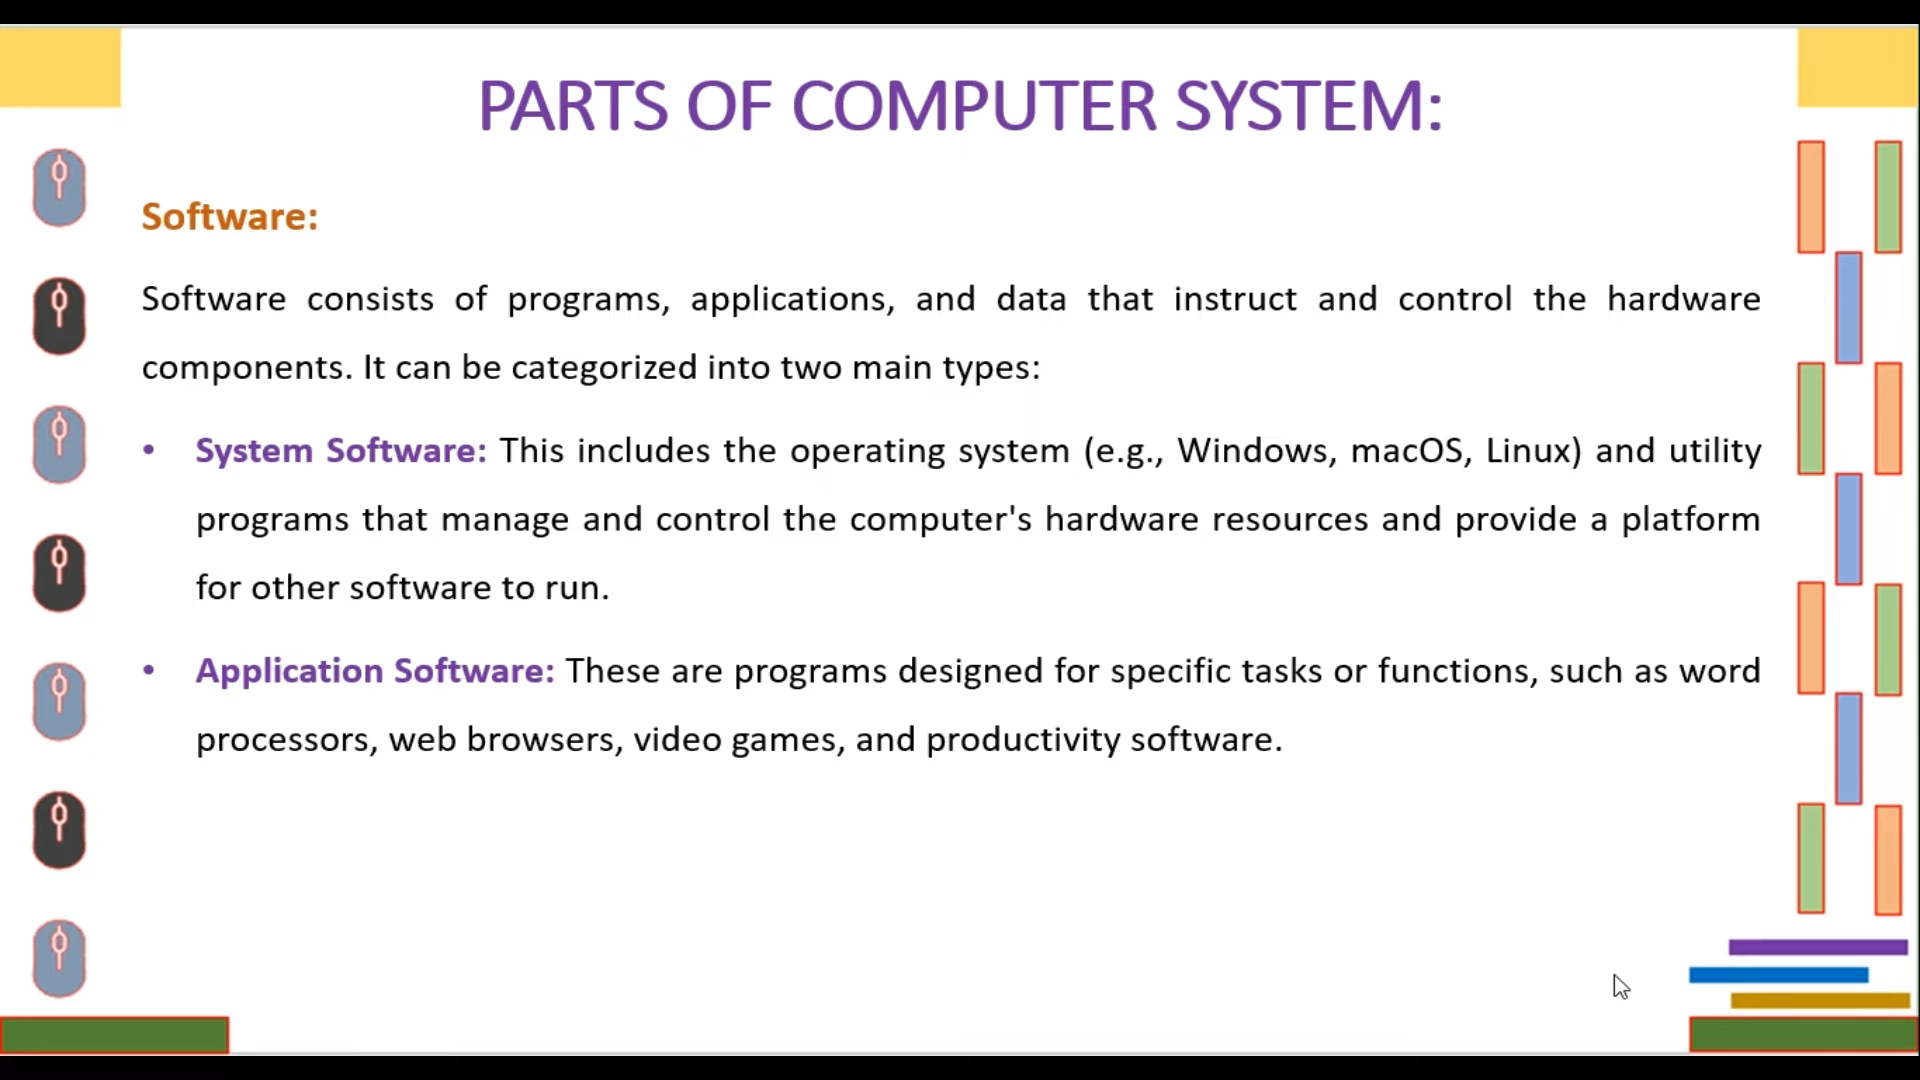 PARTS OF COMPUTER SYSTEM:
Software:
Software consists of programs, applications, and data that instruct and control the hardware
components. It can be categorized into two main types:
• System Software: This includes the operating system (e.g., Windows, macOS, Linux) and utility
programs that manage and control the computer's hardware resources and provide a platform
for other software to run.
• Application Software: These are programs designed for specific tasks or functions, such as word
processors, web browsers, video games, and productivity software.